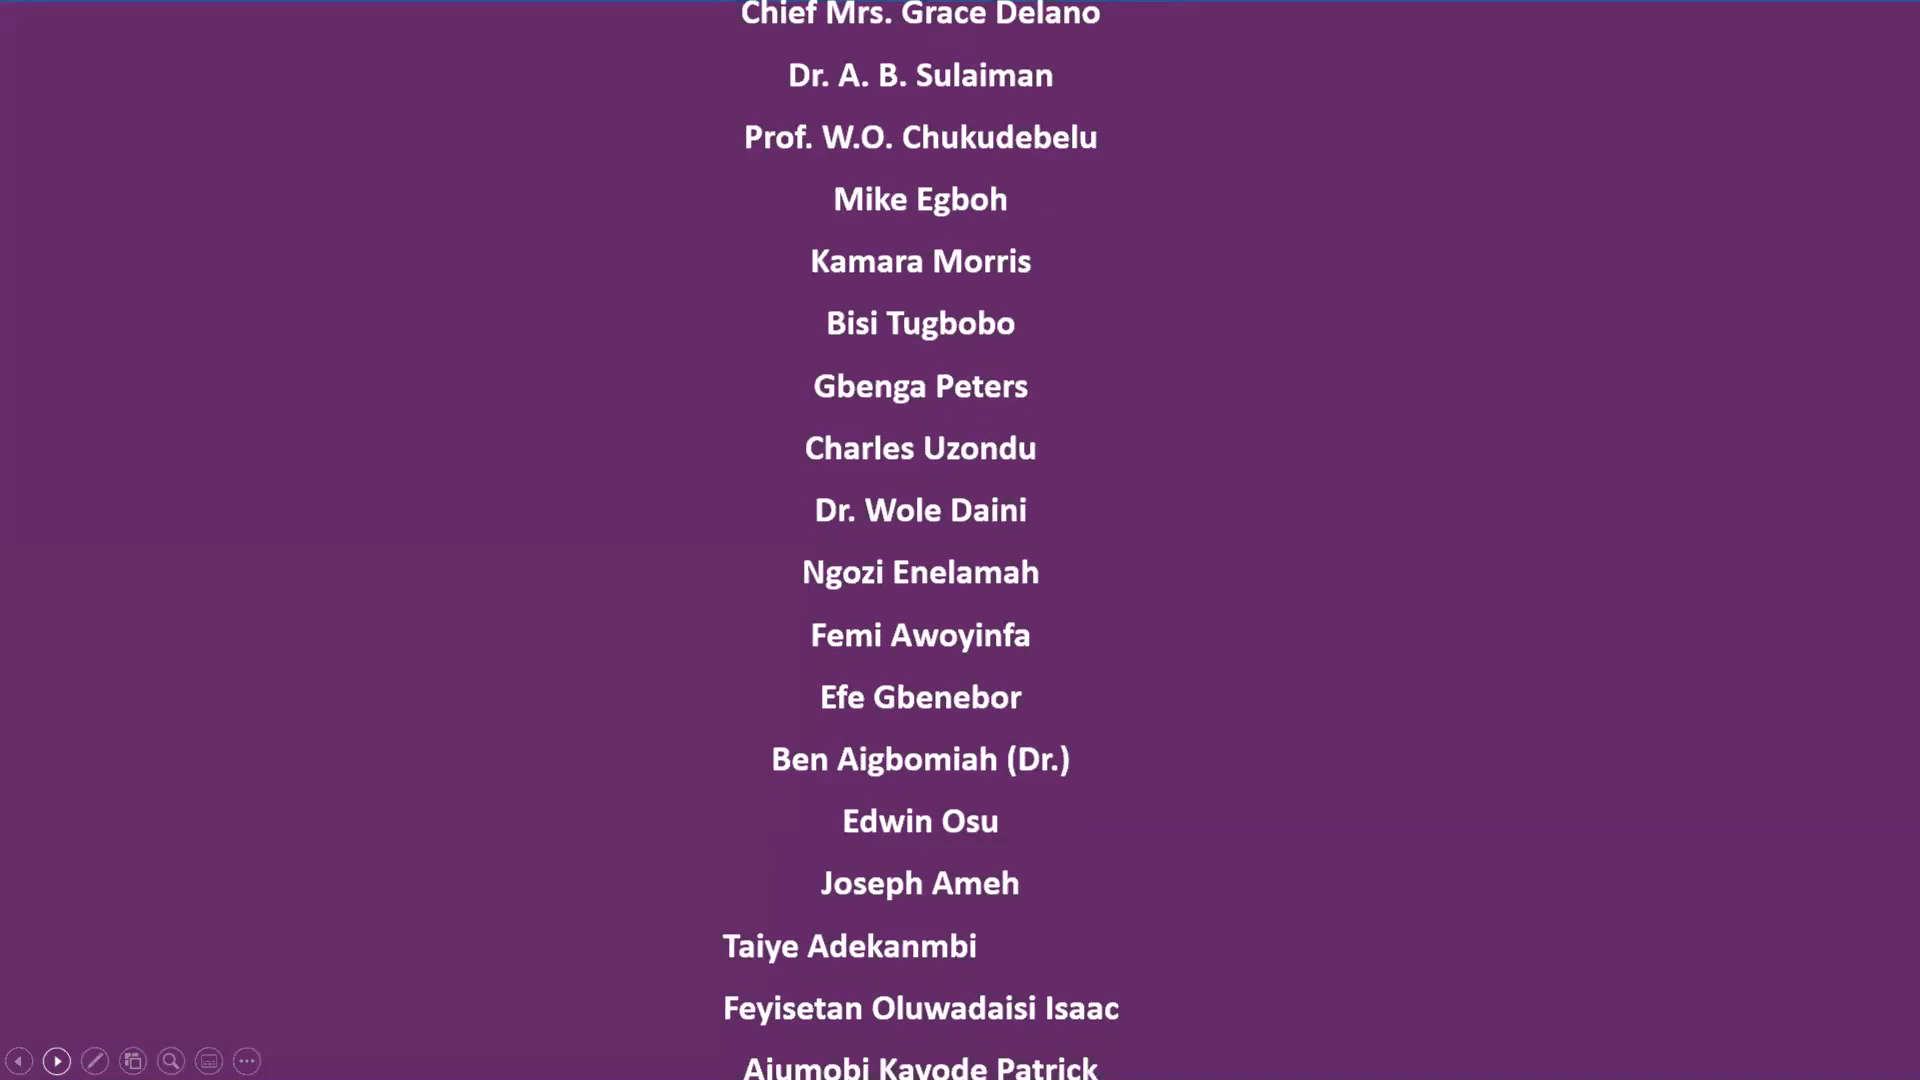 Chief Mrs. Grace Delano
Dr. A. B. Sulaiman
Prof. W.O. Chukudebelu
Mike Egboh
Kamara Morris
Bisi Tugbobo
Gbenga Peters
Charles Uzondu
Dr. Wole Daini
Ngozi Enelamah
Femi Awoyinfa
Efe Gbenebor
Ben Aigbomiah (Dr.)
Edwin Osu
Joseph Ameh
Taiye Adekanmbi
Feyisetan Oluwadaisi Isaac
Ajumobi Kayode Patrick